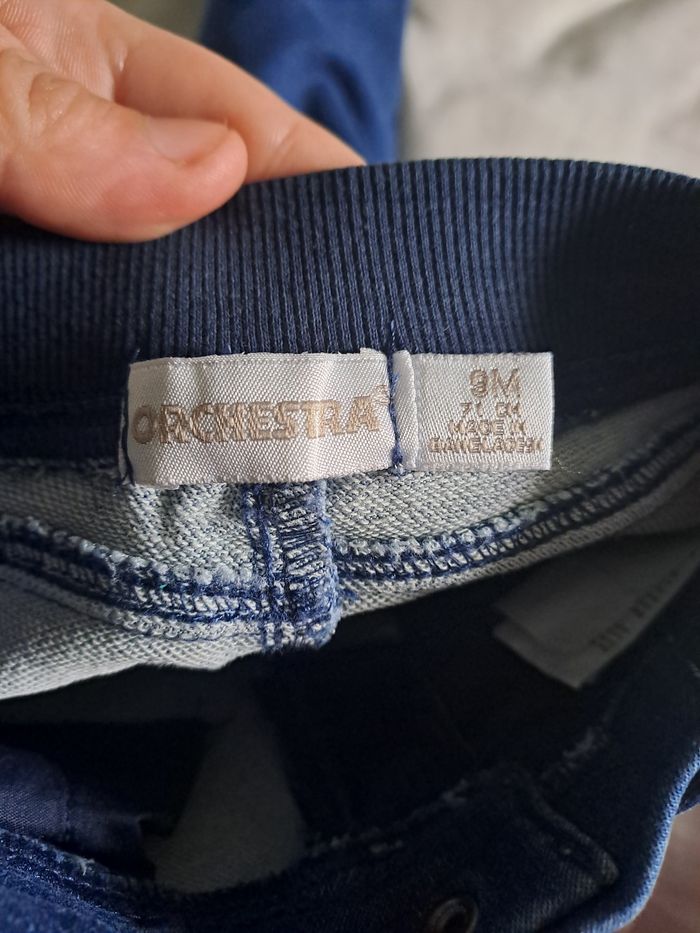 ORCHESTRA
9M
71 CM
MADE IN
BANGLADESH